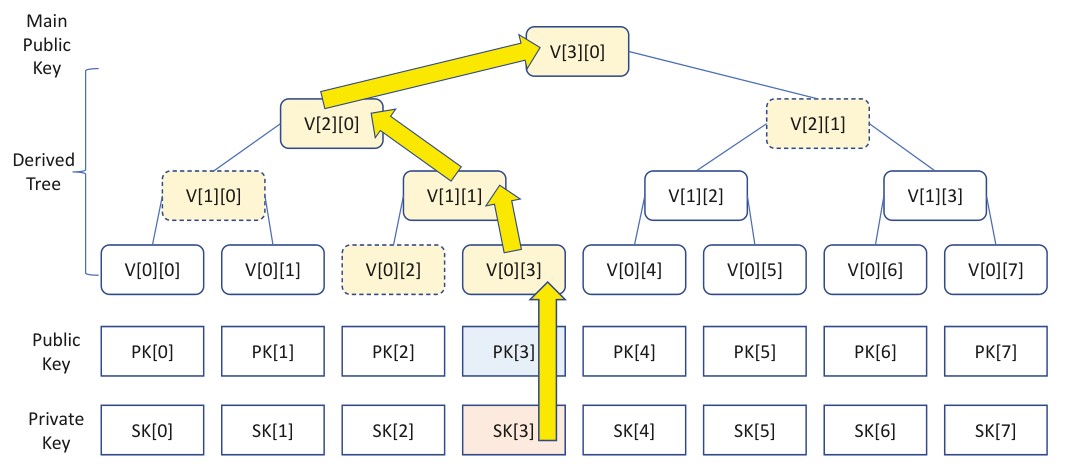 Main
Public
Key
V[3][0]
V[2][0]
V[2][1]
Derived
Tree
V[1][0]
V[1][1]
V[1][2]
V[1][3]
V[0][0]
V[0][1]
V[0][2]
V[0][3]
V[0][4]
V[0][5]
V[0][6]
V[0][7]
Public
Key
PK[0]
PK[1]
PK[2]
PK[3]
PK[4]
PK[5]
PK[6]
PK[7]
Private
Key
SK[0]
SK[1]
SK[2]
SK[3]
SK[4]
SK[5]
SK[6]
SK[7]